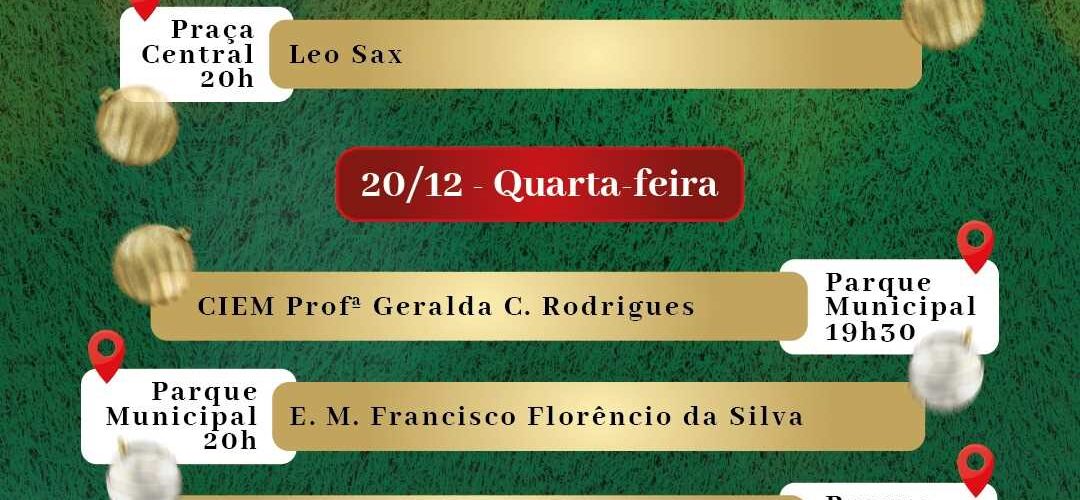 Praça
Central
20h
Leo Sax
20/12 - Quarta-feira
CIEM Profª Geralda C. Rodrigues
Parque
Municipal
19h30
Parque
Municipal
20h
E. M. Francisco Florêncio da Silva